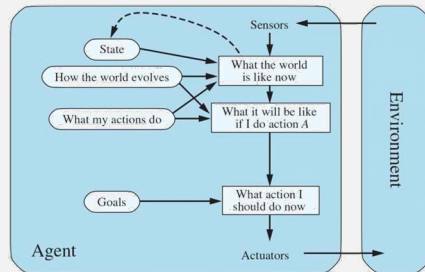 Sensors
State
What the world
is like now
How the world evolves
What it will be like
if I do action A
What my actions do
Goals
What action I
should do now
Agent
Actuators
Environment